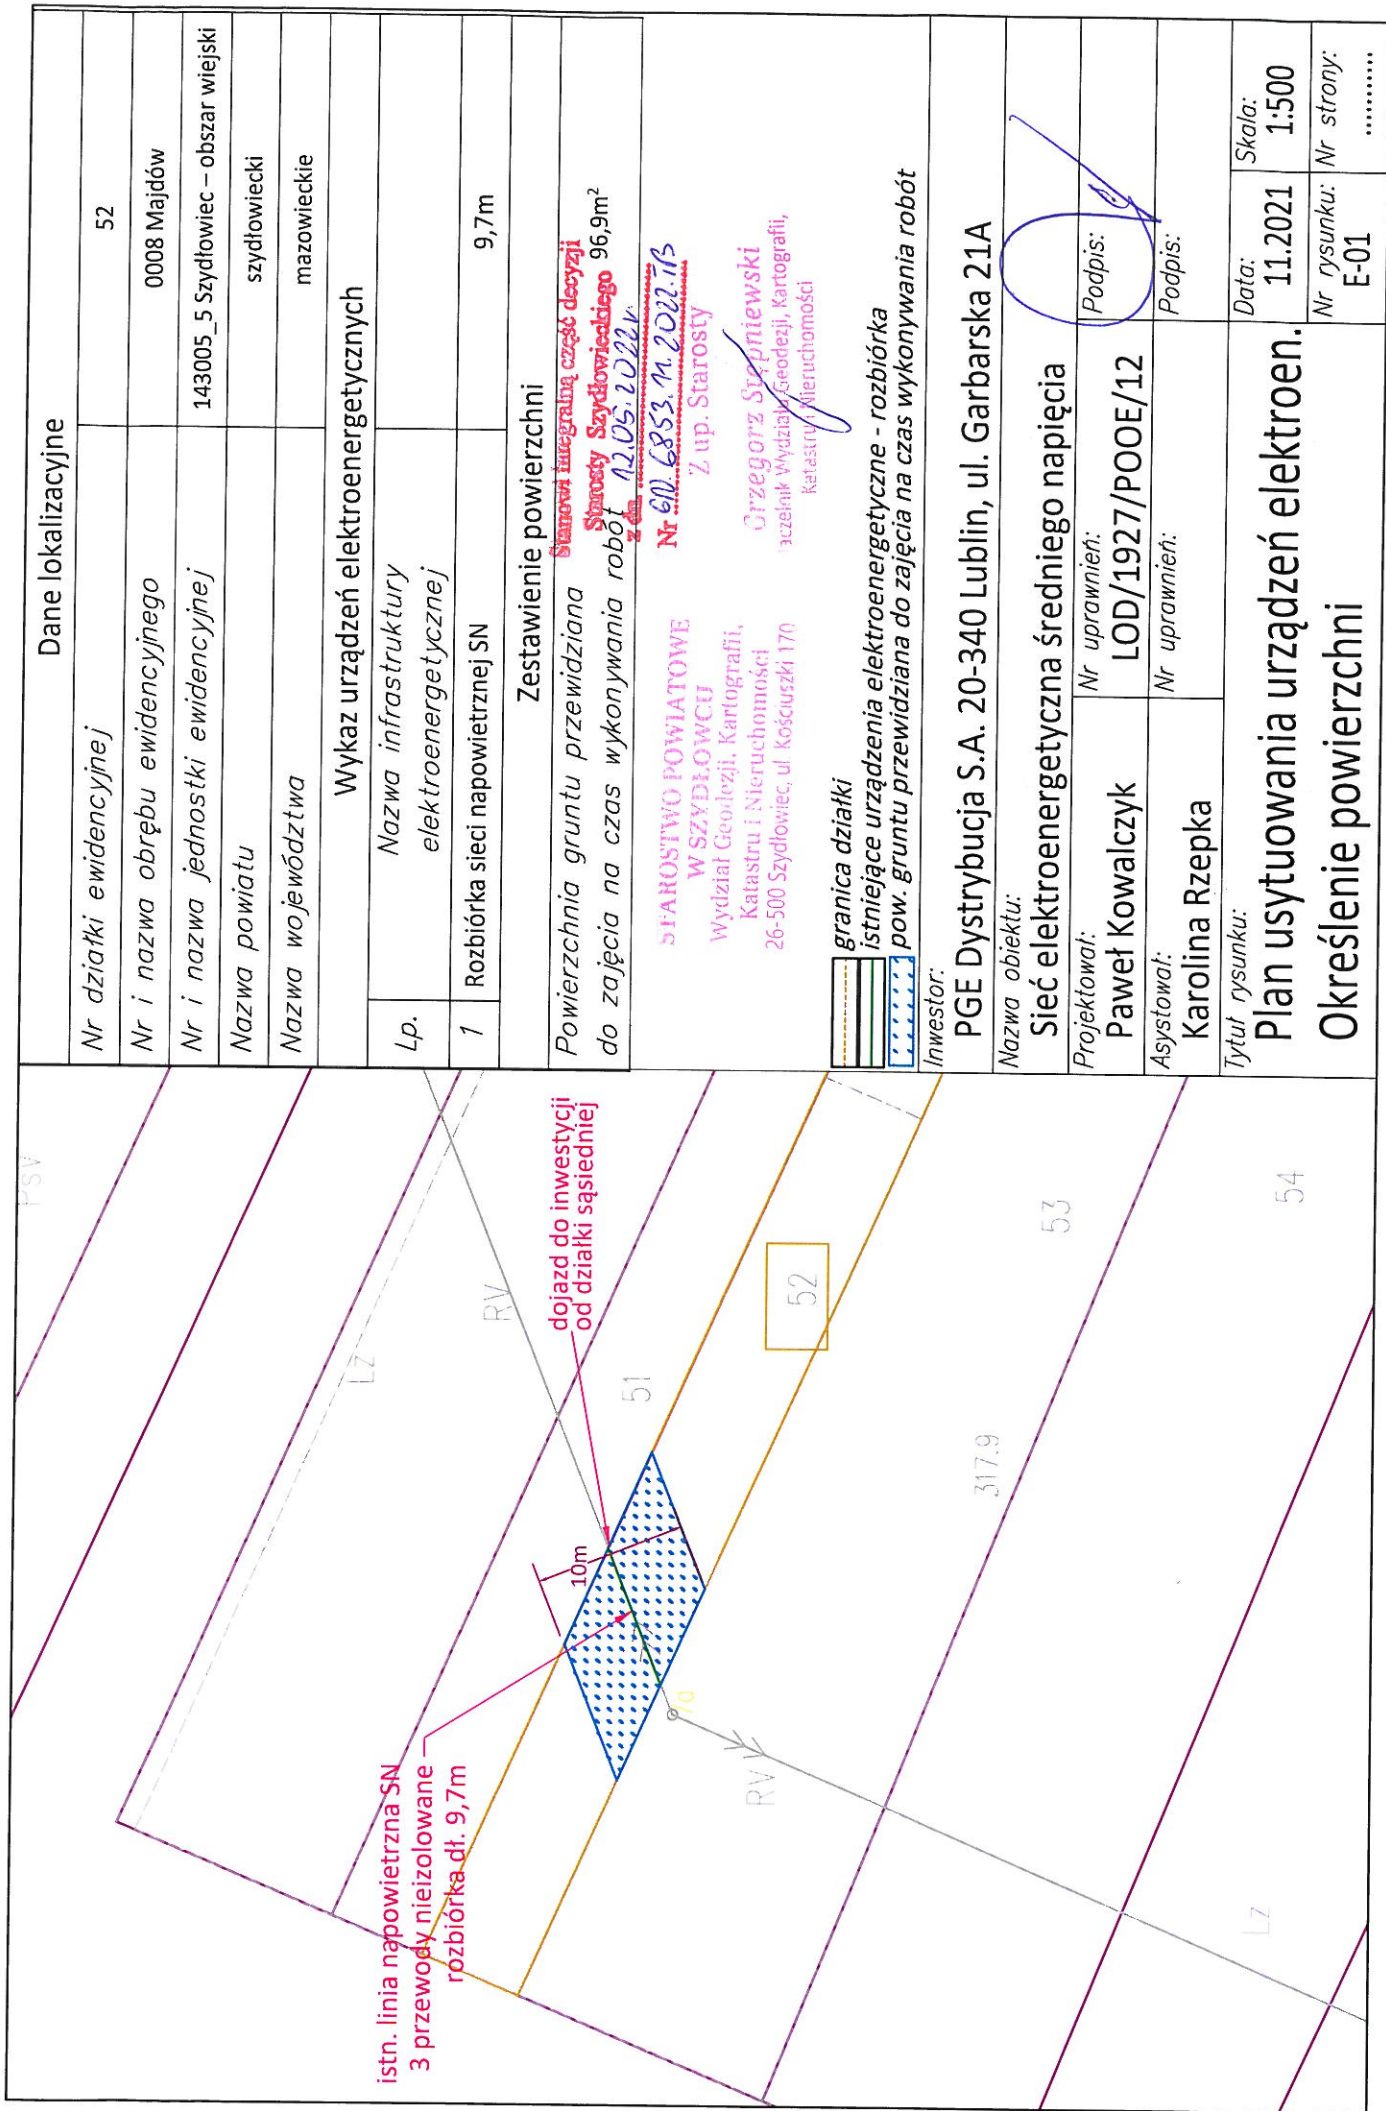 Dane lokalizacyjne
Nr działki ewidencyjnej 52
Nr i nazwa obrębu ewidencyjnego 0008 Majdów
Nr i nazwa jednostki ewidencyjnej 143005_5 Szydłowiec – obszar wiejski
Nazwa powiatu szydłowiecki
Nazwa województwa mazowieckie
Wykaz urządzeń elektroenergetycznych
Lp. Nazwa infrastruktury
elektroenergetycznej
1 Rozbiórka sieci napowietrznej SN 9,7m
Zestawienie powierzchni
Powierzchnia gruntu przewidziana
do zajęcia na czas wykonywania robót 96,9m²
Stanowi integralną część decyzji
Starosty Szydłowieckiego
z dn. 12.05.2022r.
Nr GN.6853.11.2022.IB
Z up. Starosty
Grzegorz Stępniewski
aczelnik Wydziału Geodezji, Kartografii,
Katastru i Nieruchomości
STAROSTWO POWIATOWE
W SZYDŁOWCU
Wydział Geodezji, Kartografii,
Katastru i Nieruchomości
26-500 Szydłowiec, ul. Kościuszki 170
granica działki
istniejące urządzenia elektroenergetyczne - rozbiórka
pow. gruntu przewidziana do zajęcia na czas wykonywania robót
Inwestor:
PGE Dystrybucja S.A. 20-340 Lublin, ul. Garbarska 21A
Nazwa obiektu:
Sieć elektroenergetyczna średniego napięcia
Projektował: Nr uprawnień: Podpis:
Paweł Kowalczyk LOD/1927/POOE/12
Asystował: Nr uprawnień: Podpis:
Karolina Rzepka
Tytuł rysunku:
Plan usytuowania urządzeń elektroen.
Określenie powierzchni
Data: Skala:
11.2021 1:500
Nr rysunku: Nr strony:
E-01 ...........
PsV
Lz
RV
dojazd do inwestycji
od działki sąsiedniej
51
10m
52
53
54
317.9
istn. linia napowietrzna SN
3 przewody nieizolowane
rozbiórka dł. 9,7m
RV
Lz